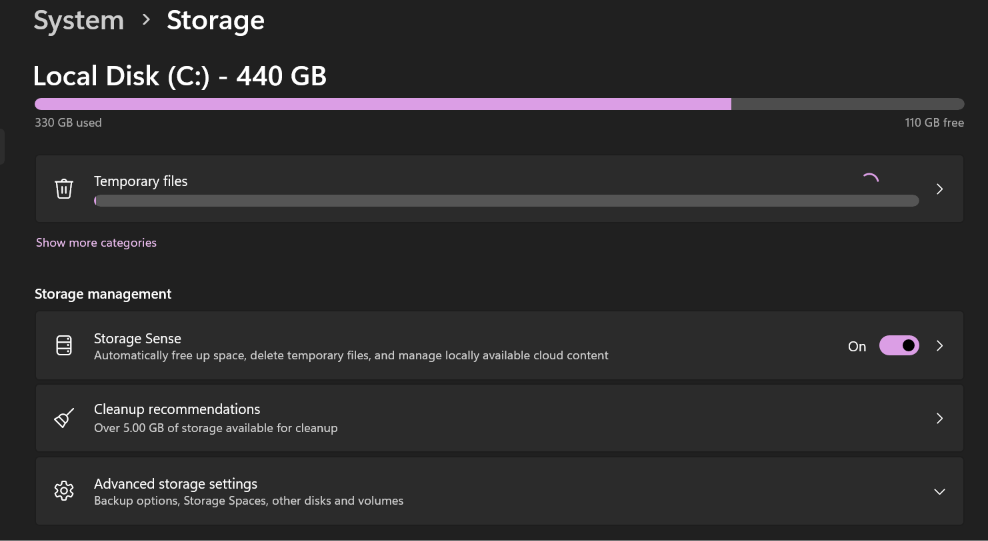 System > Storage
Local Disk (C:) - 440 GB
330 GB used
110 GB free
Temporary files
Show more categories
Storage management
Storage Sense
Automatically free up space, delete temporary files, and manage locally available cloud content
On
Cleanup recommendations
Over 5.00 GB of storage available for cleanup
Advanced storage settings
Backup options, Storage Spaces, other disks and volumes